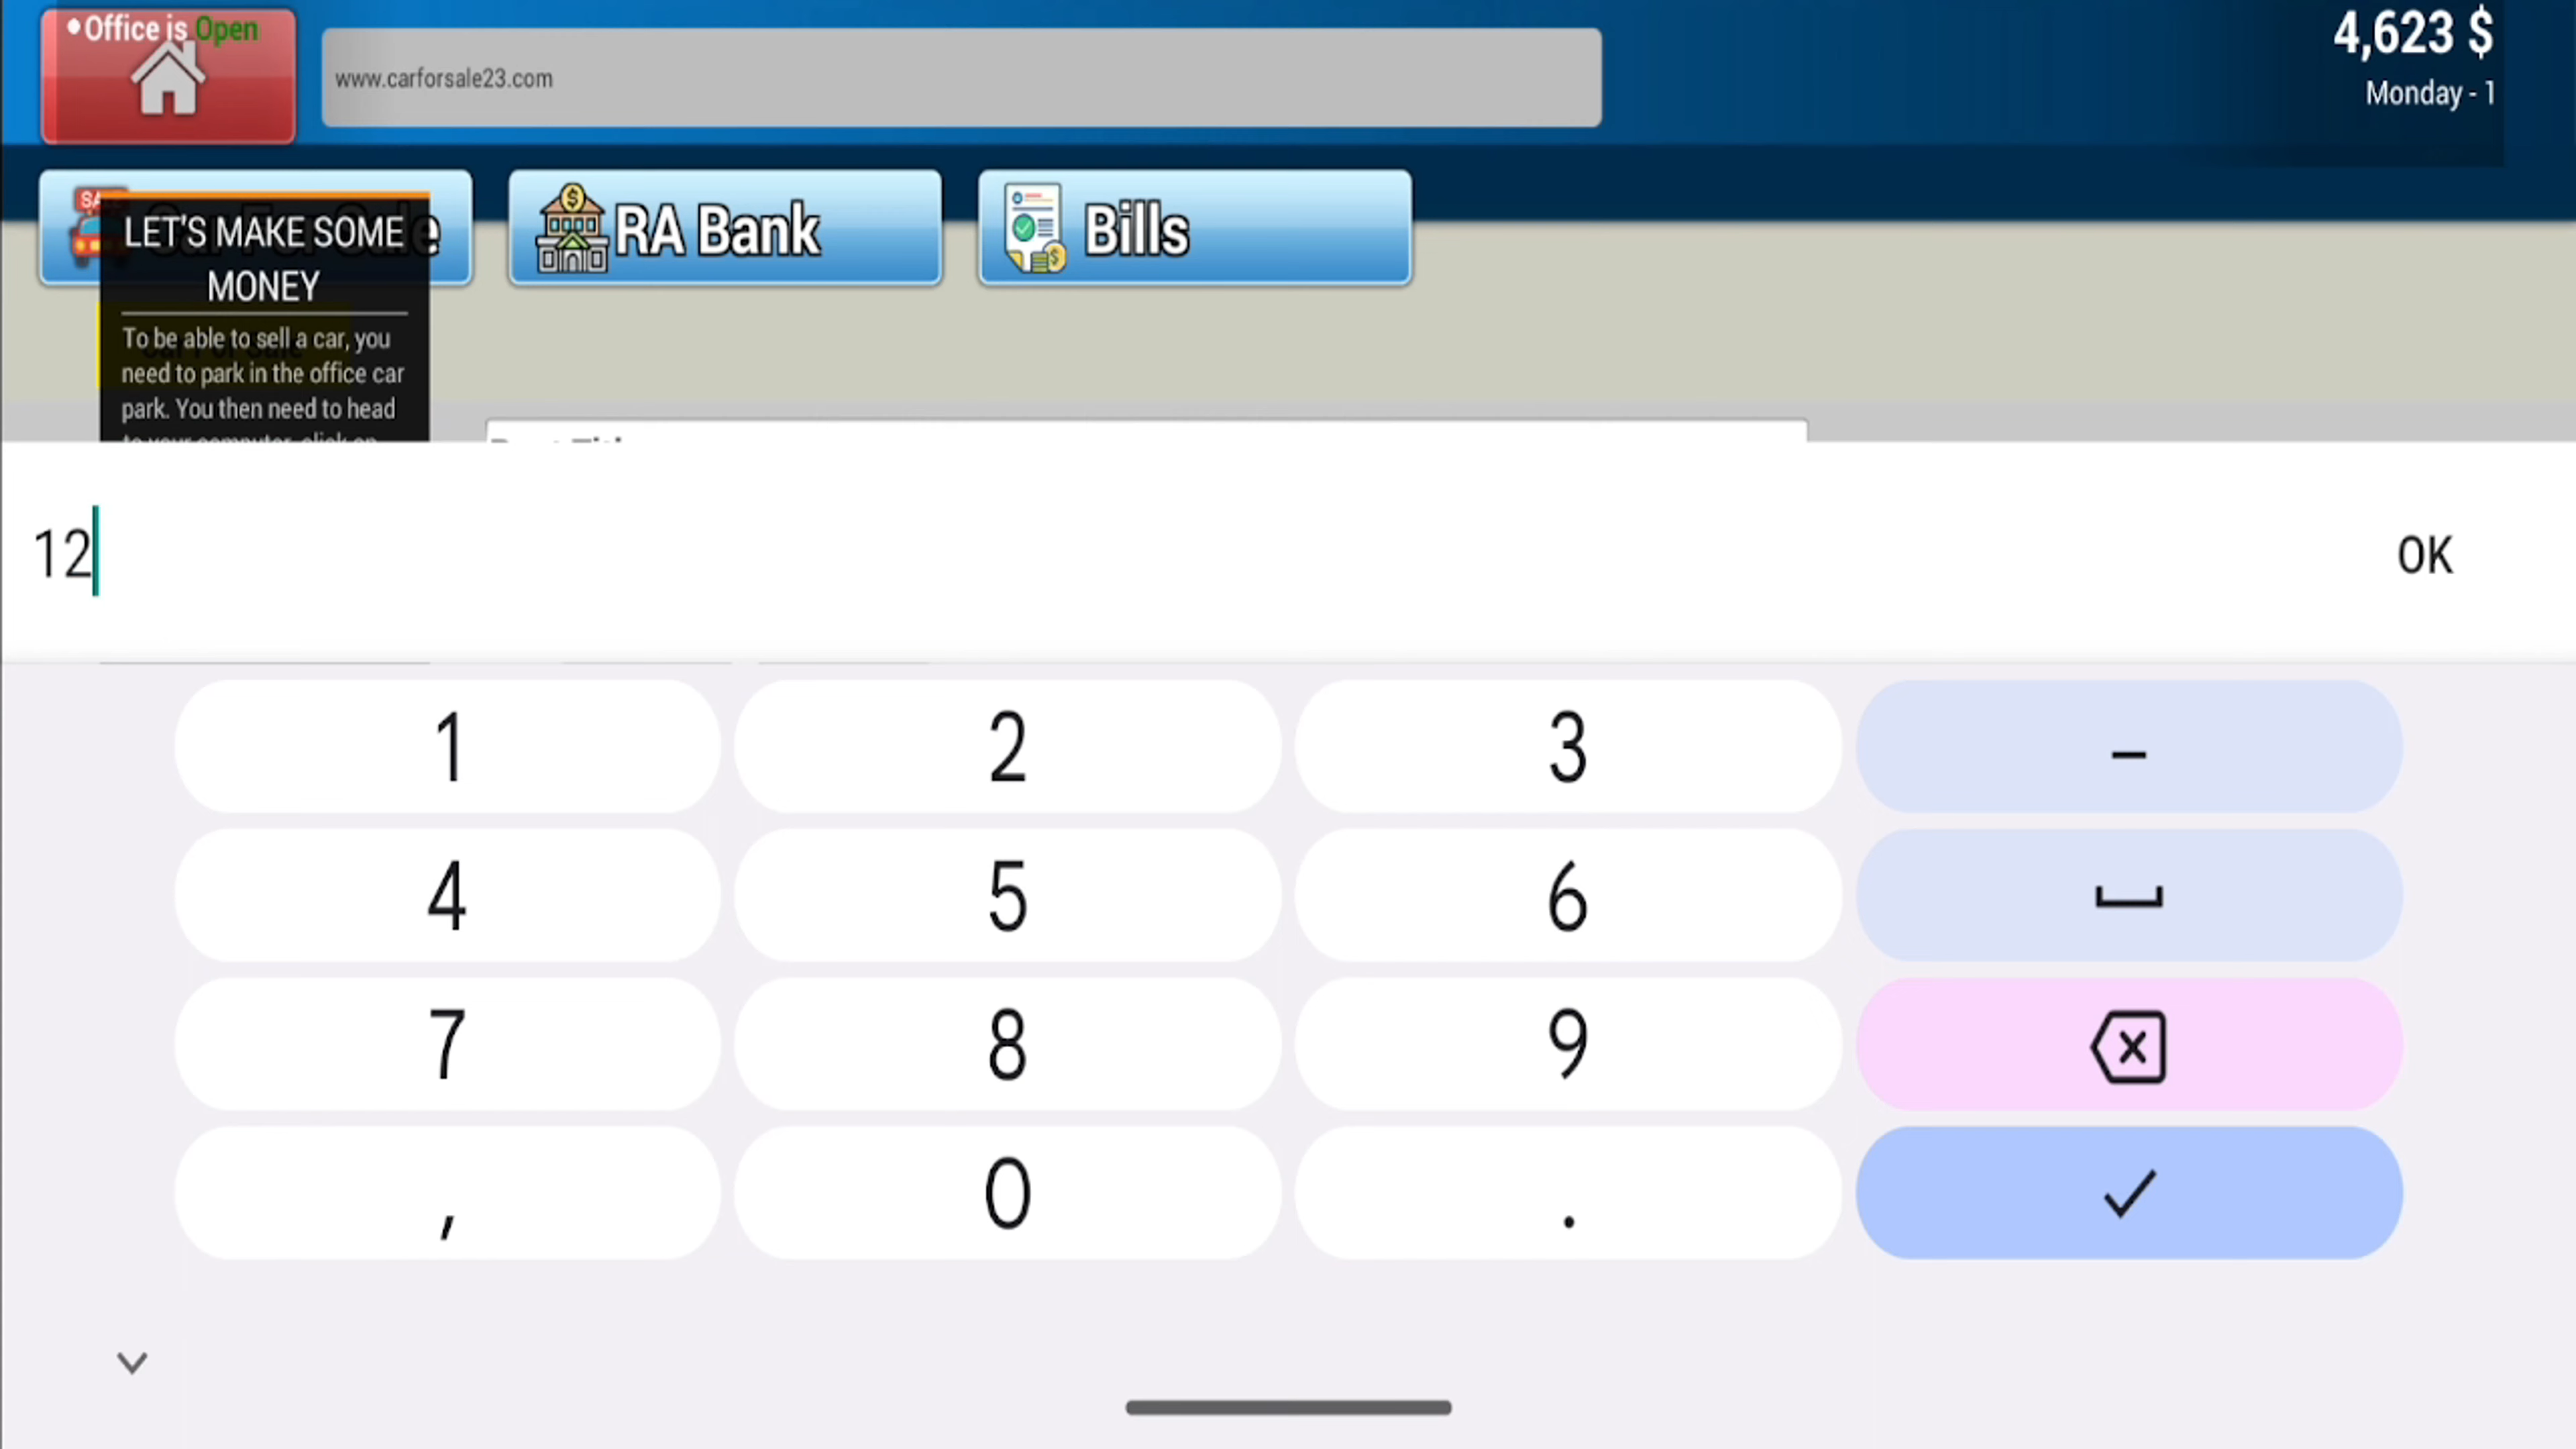 Office is Open
www.carforsale23.com
4,623 $
Monday - 1
RA Bank
Bills
LET'S MAKE SOME
MONEY
To be able to sell a car, you
need to park in the office car
park. You then need to head
12
OK
1
2
3
–
4
5
6
7
8
9
,
0
.